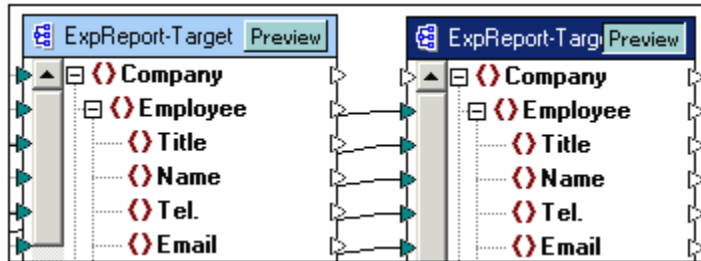 ExpReport-Target Preview
Company
Employee
Title
Name
Tel.
Email
ExpReport-Targ Preview
Company
Employee
Title
Name
Tel.
Email